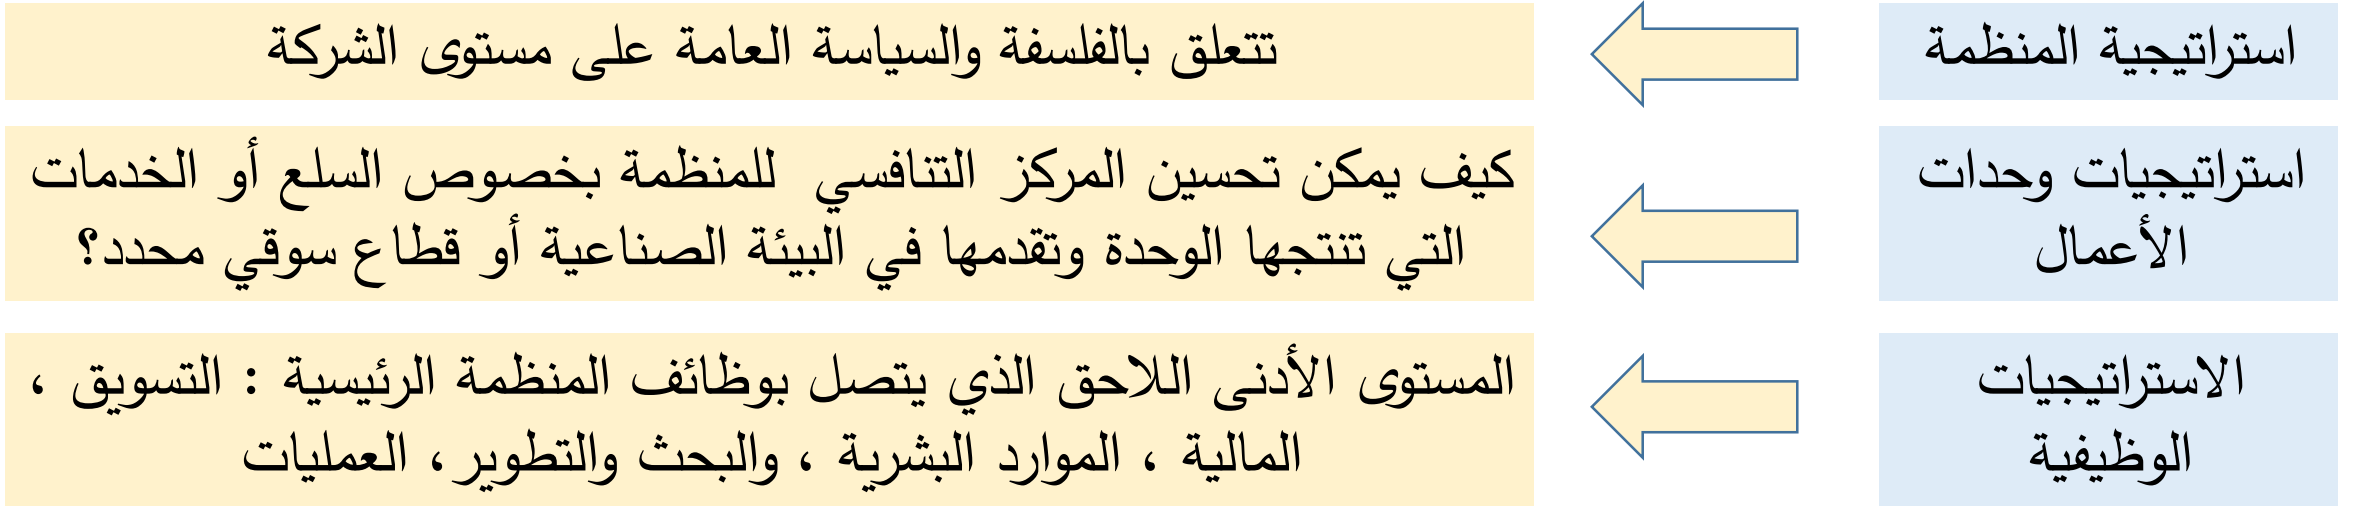 استراتيجية المنظمة
تتعلق بالفلسفة والسياسة العامة على مستوى الشركة
استراتيجيات وحدات
الأعمال
كيف يمكن تحسين المركز التنافسي للمنظمة بخصوص السلع أو الخدمات
التي تنتجها الوحدة وتقدمها في البيئة الصناعية أو قطاع سوقي محدد؟
الاستراتيجيات
الوظيفية
المستوى الأدنى اللاحق الذي يتصل بوظائف المنظمة الرئيسية : التسويق ،
المالية ، الموارد البشرية ، والبحث والتطوير، العمليات